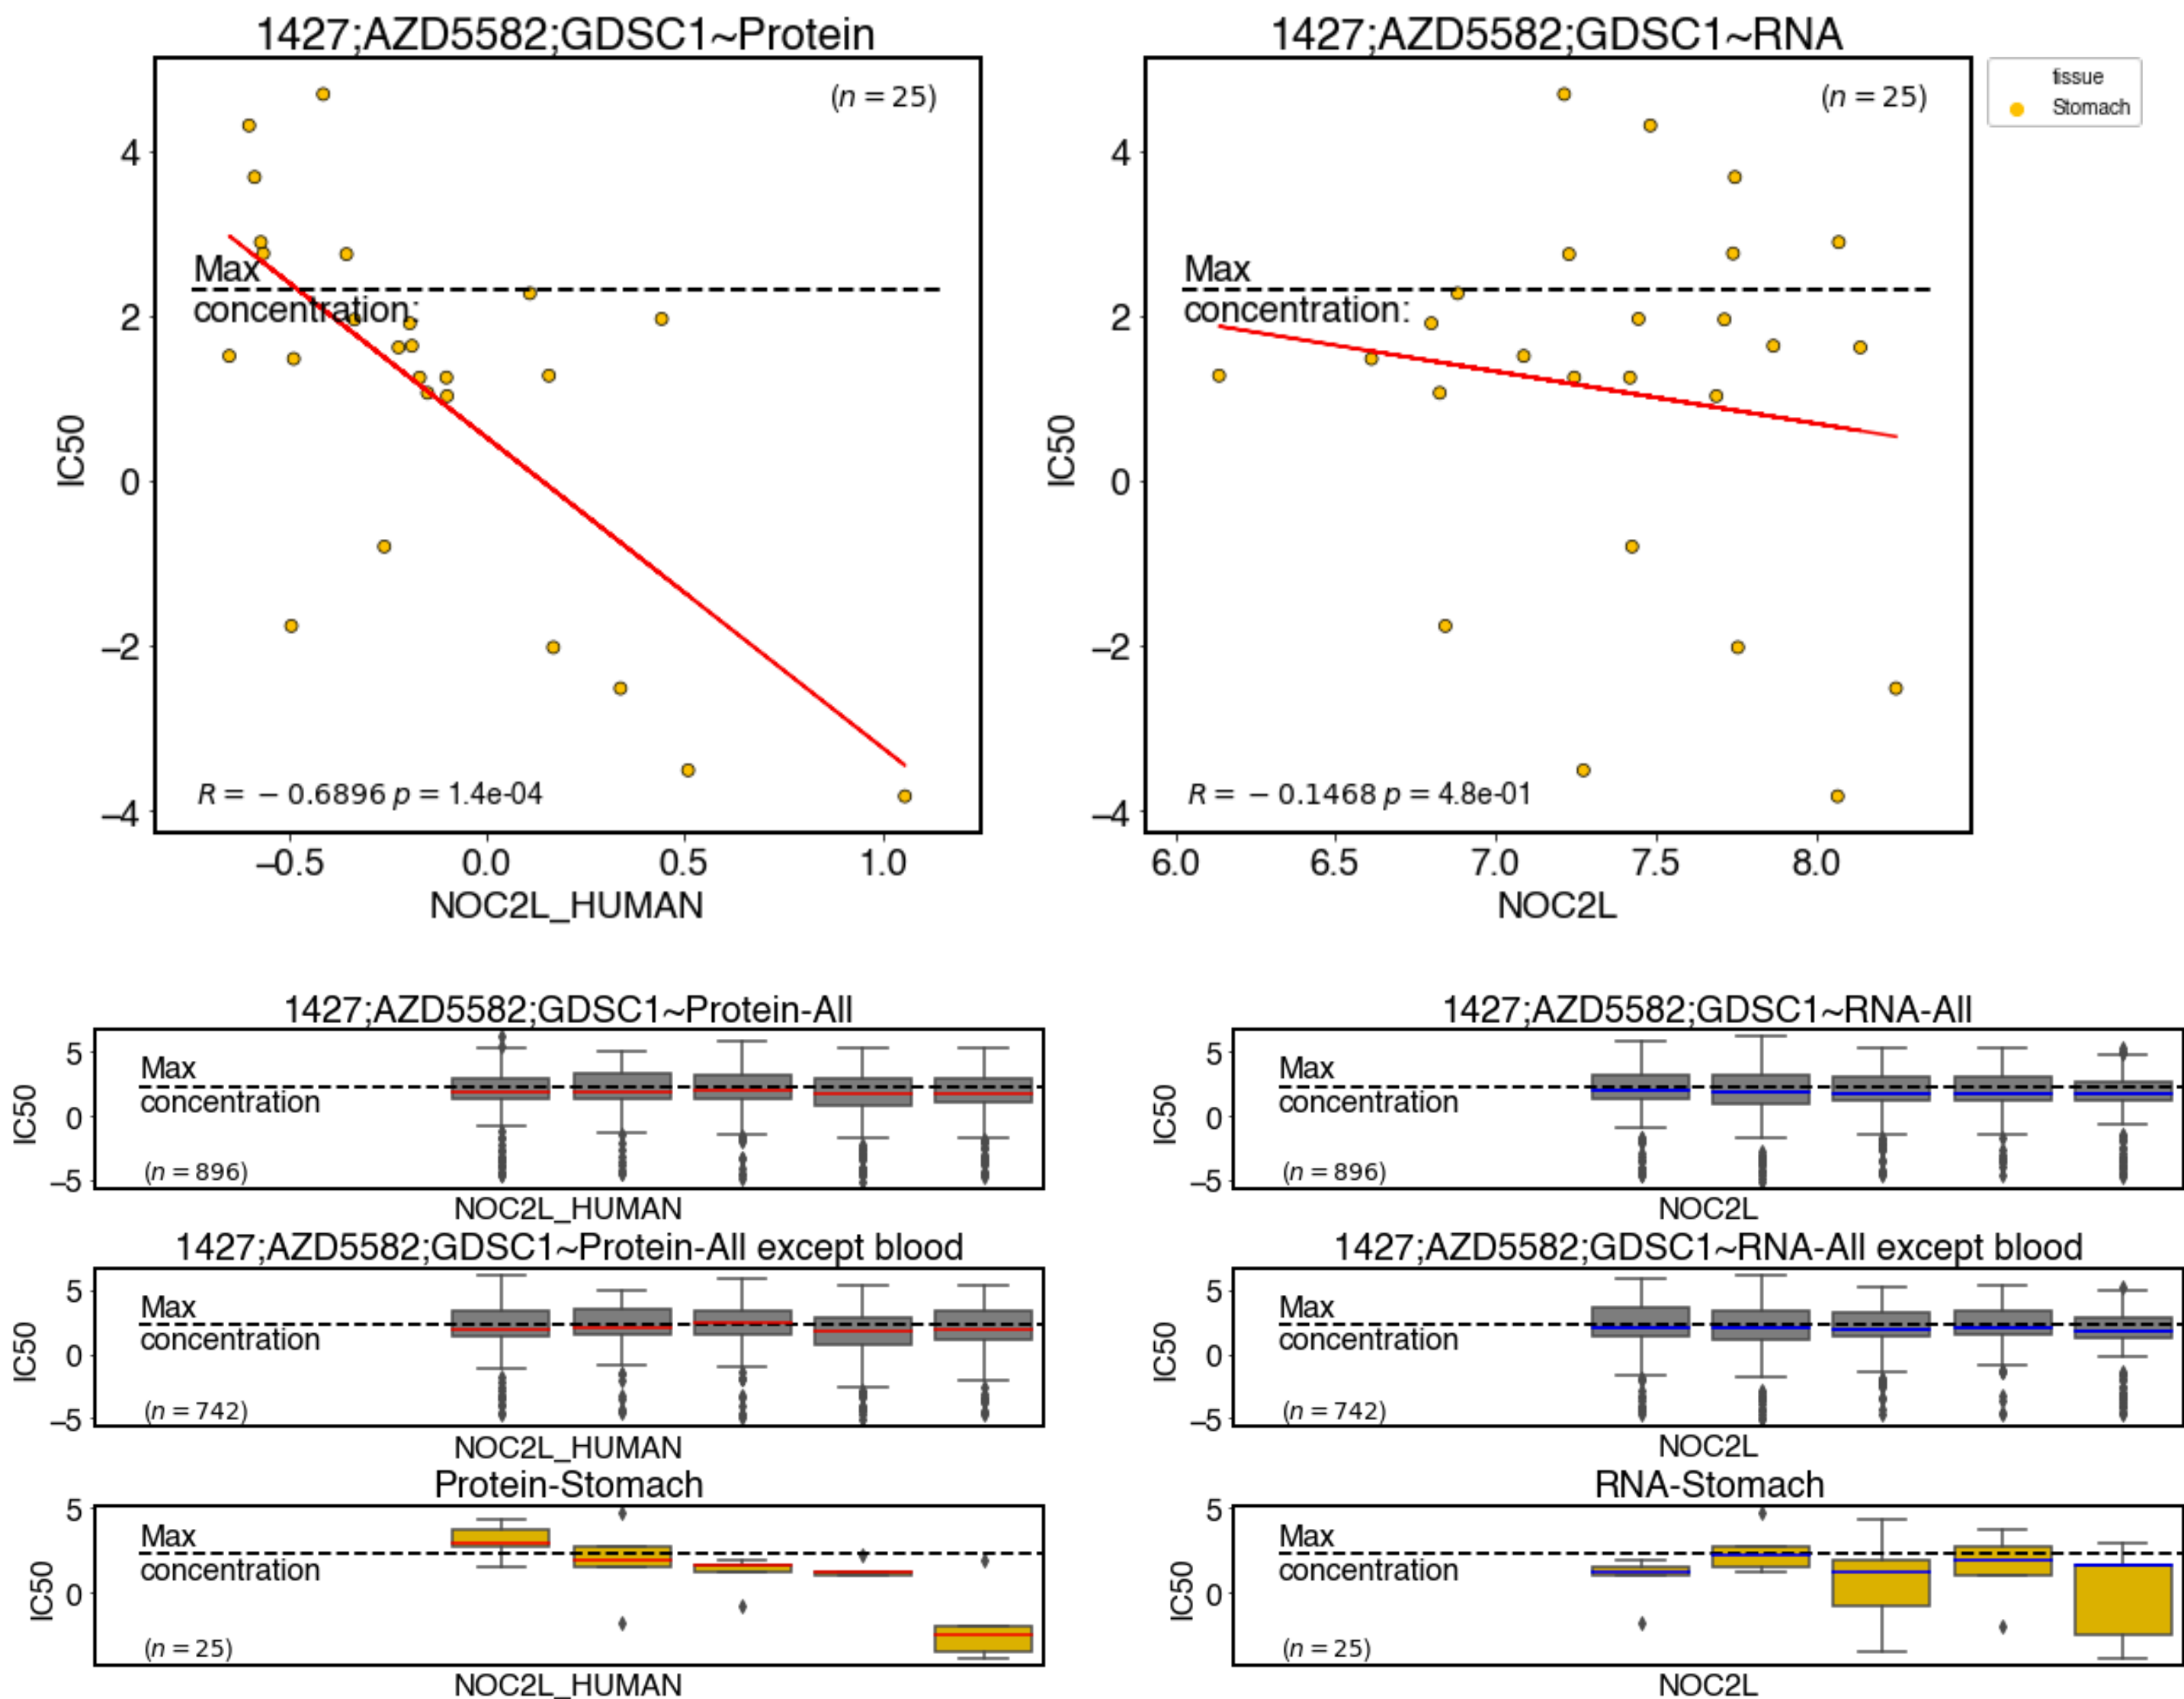 1427;AZD5582;GDSC1~Protein
(n = 25)
Max
concentration:
IC50
4
2
0
−2
−4
R = − 0.6896 p = 1.4e-04
−0.5 0.0 0.5 1.0
NOC2L_HUMAN
1427;AZD5582;GDSC1~RNA
(n = 25)
Max
concentration:
IC50
4
2
0
−2
−4
R = − 0.1468 p = 4.8e-01
6.0 6.5 7.0 7.5 8.0
NOC2L
tissue
Stomach
1427;AZD5582;GDSC1~Protein-All
5
0
−5
IC50
Max
concentration
(n = 896)
NOC2L_HUMAN
1427;AZD5582;GDSC1~RNA-All
5
0
−5
IC50
Max
concentration
(n = 896)
NOC2L
1427;AZD5582;GDSC1~Protein-All except blood
5
0
−5
IC50
Max
concentration
(n = 742)
NOC2L_HUMAN
1427;AZD5582;GDSC1~RNA-All except blood
5
0
−5
IC50
Max
concentration
(n = 742)
NOC2L
Protein-Stomach
5
0
IC50
Max
concentration
(n = 25)
NOC2L_HUMAN
RNA-Stomach
5
0
IC50
Max
concentration
(n = 25)
NOC2L